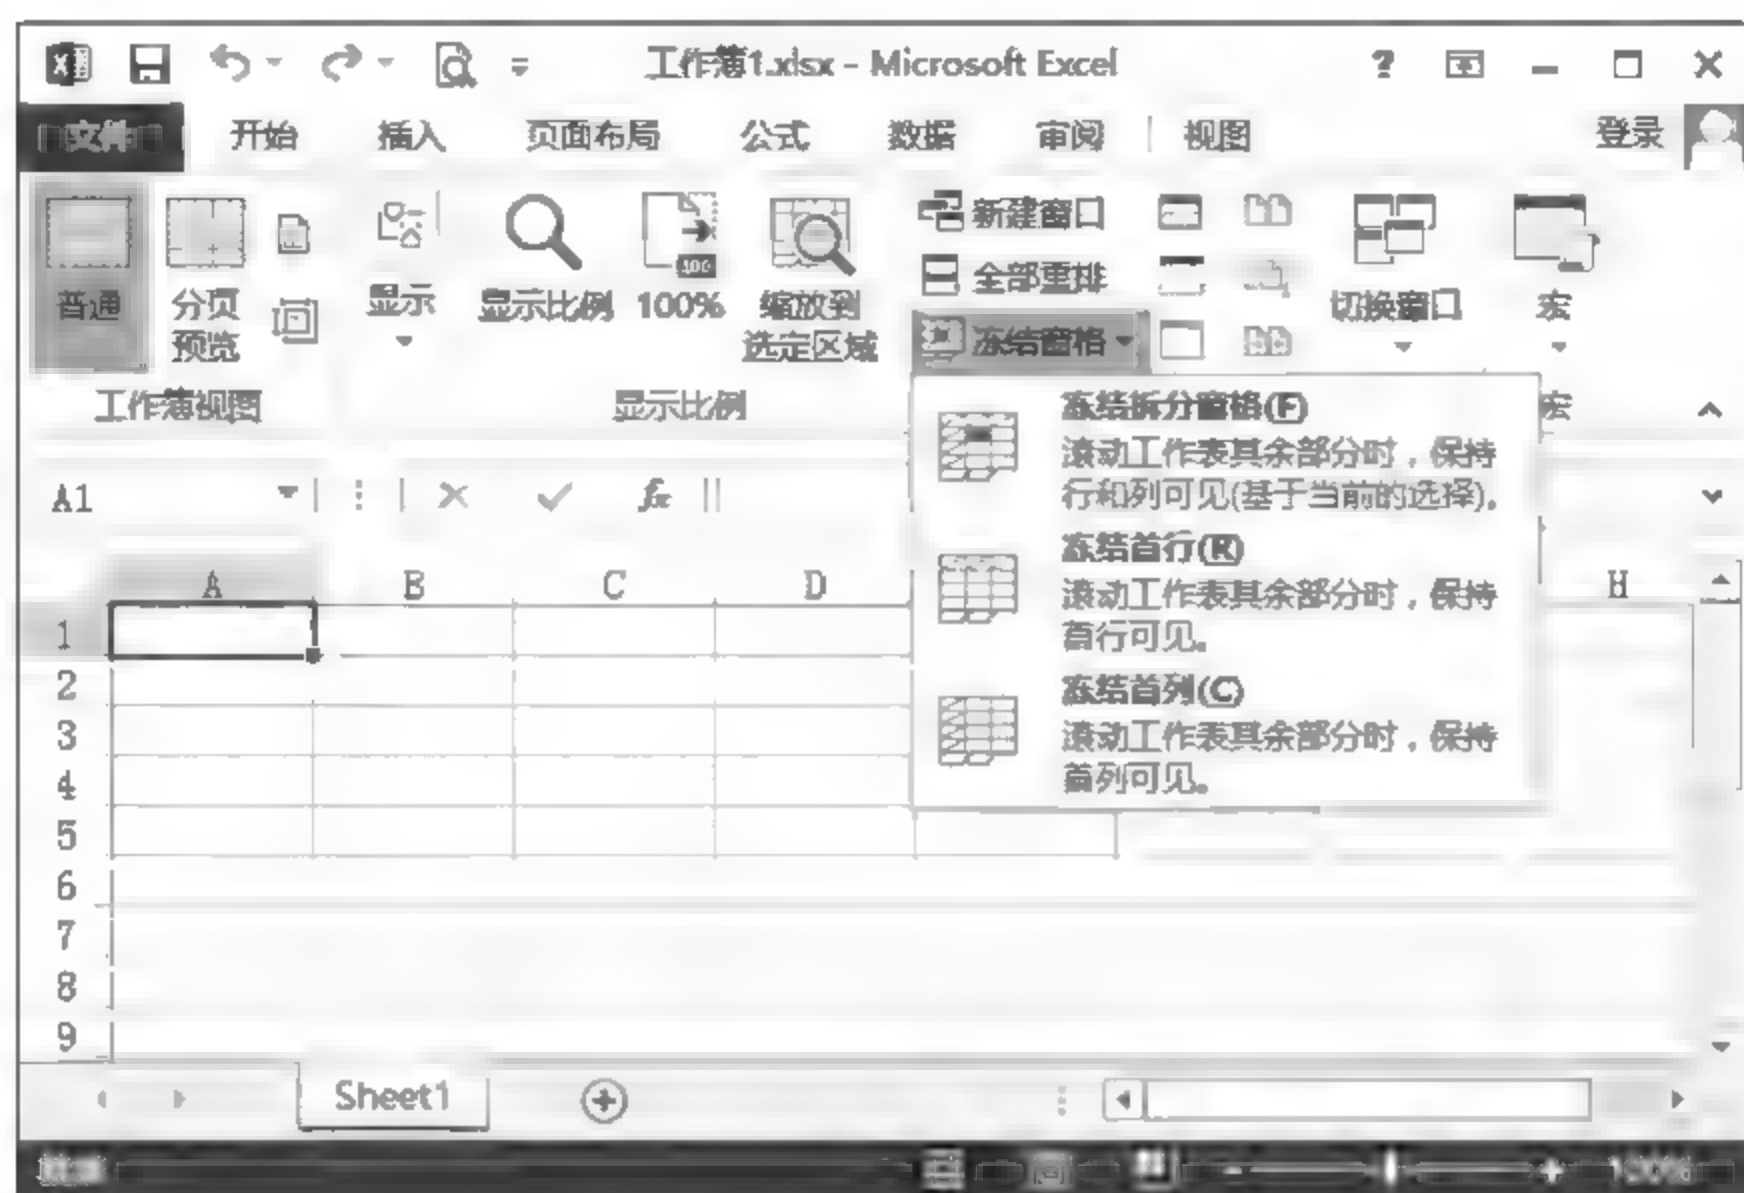 工作簿1.xlsx - Microsoft Excel
文件 开始 插入 页面布局 公式 数据 审阅 视图 登录
普通
分页
预览
显示
显示比例
100%
缩放到
选定区域
新建窗口
全部重排
冻结窗格
切换窗口
宏
工作簿视图 显示比例 宏
冻结拆分窗格(F)
滚动工作表其余部分时，保持
行和列可见(基于当前的选择)。
冻结首行(R)
滚动工作表其余部分时，保持
首行可见。
冻结首列(C)
滚动工作表其余部分时，保持
首列可见。
A1 fx
A B C D H
1
2
3
4
5
6
7
8
9
Sheet1
100%